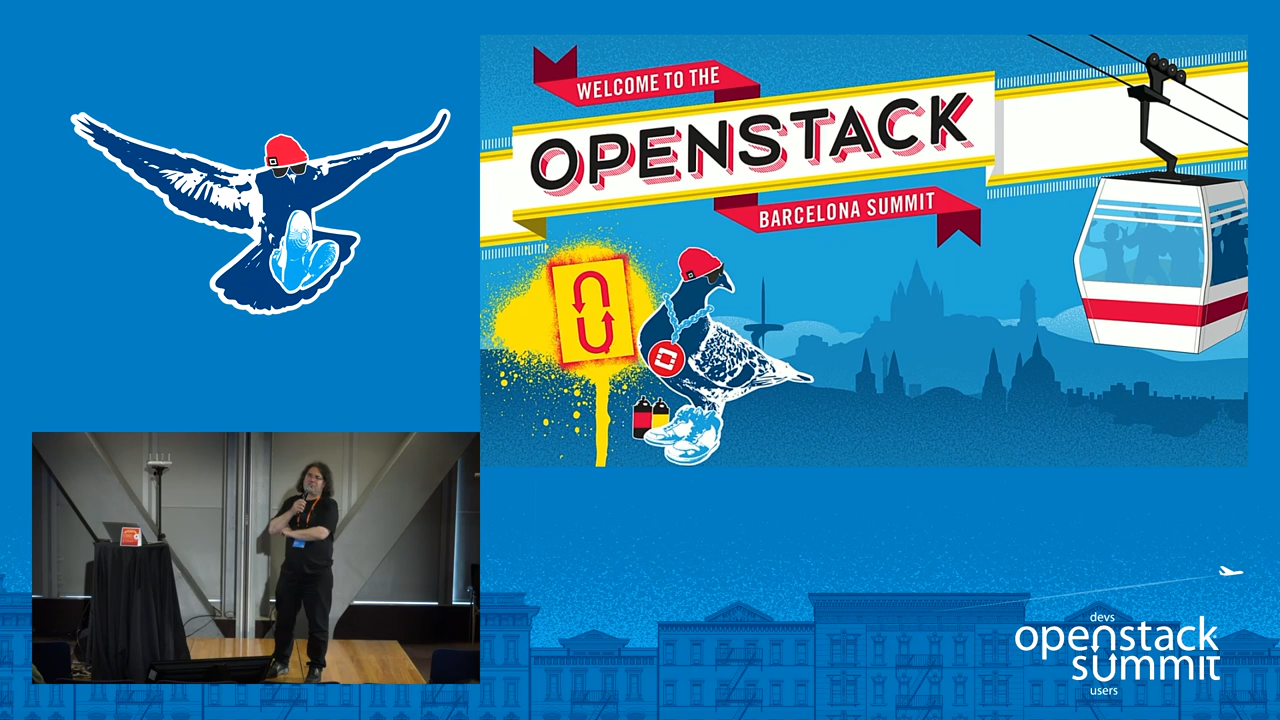 WELCOME TO THE
OPENSTACK
BARCELONA SUMMIT
devs
openstack
summit
users